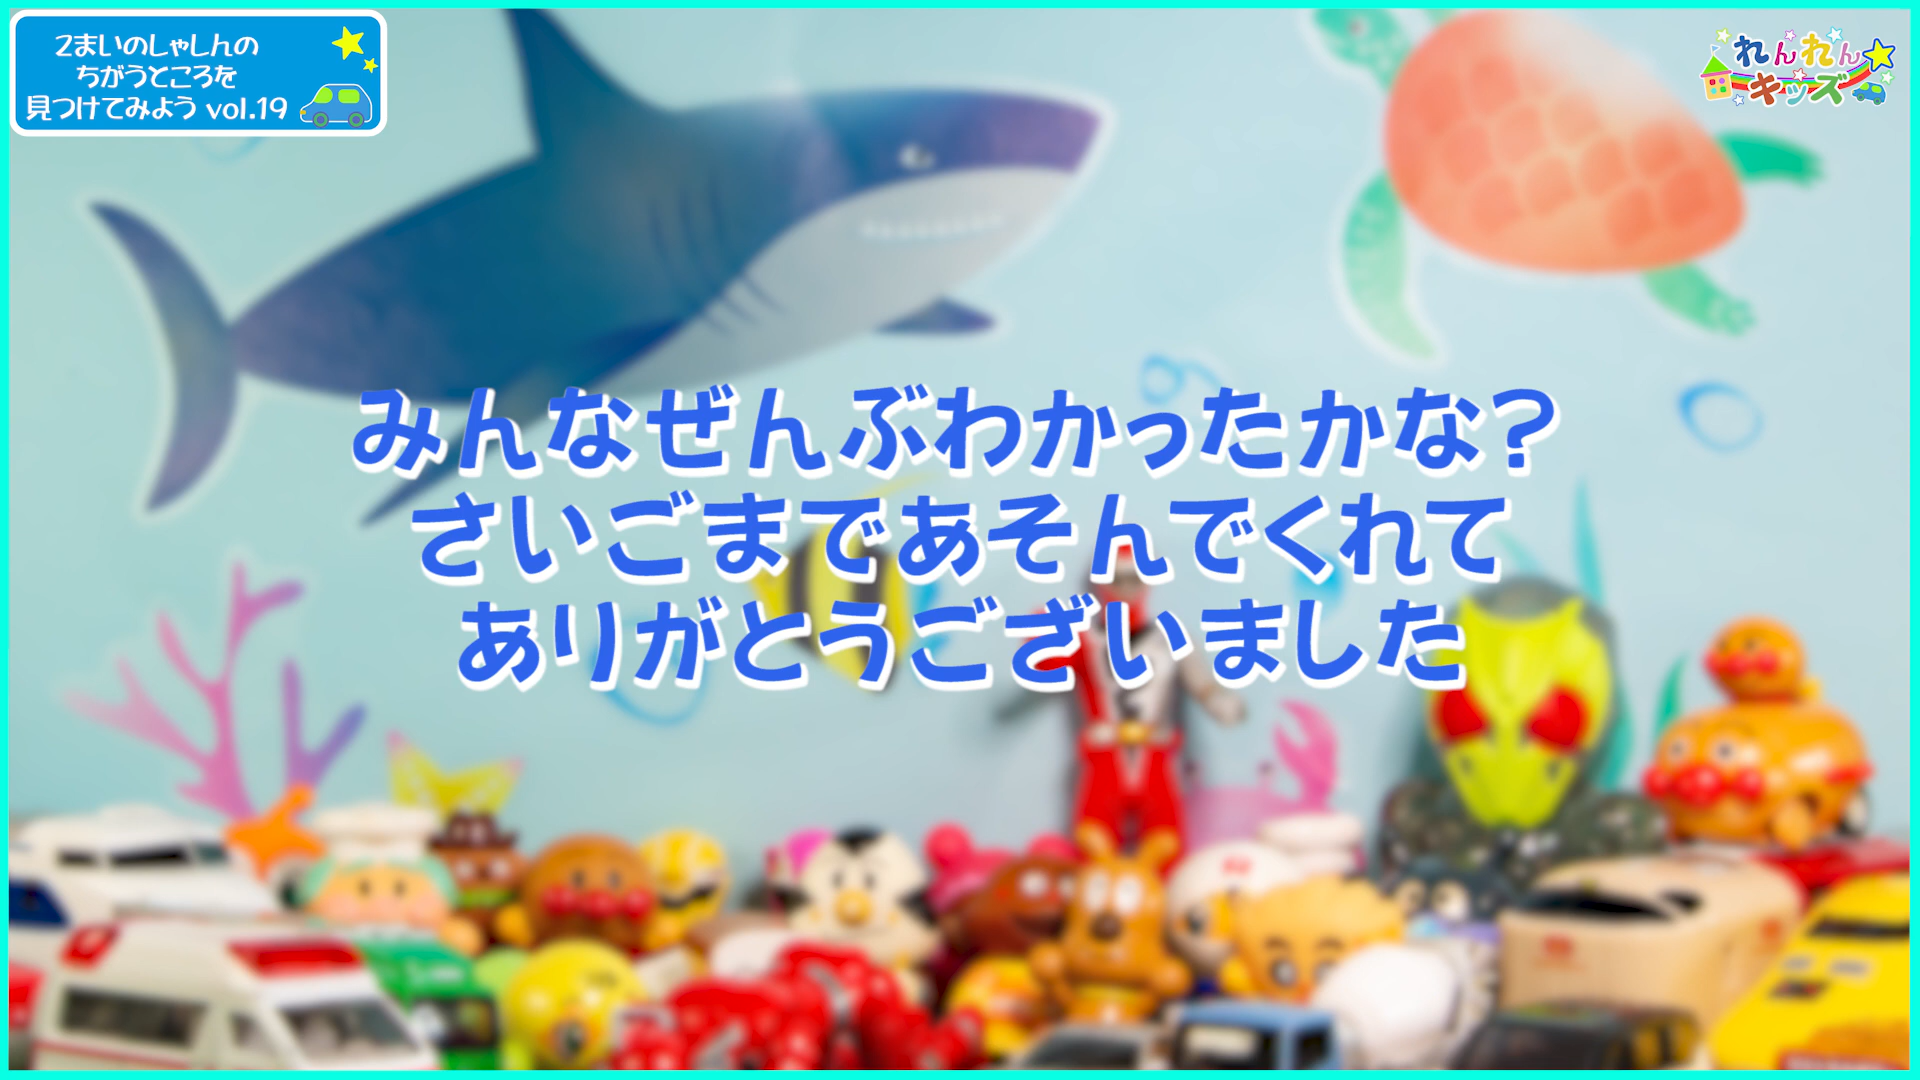 2まいのしゃしんの
ちがうところを
見つけてみよう vol.19
れんれん
キッズ
みんなぜんぶわかったかな?
さいごまであそんでくれて
ありがとうございました